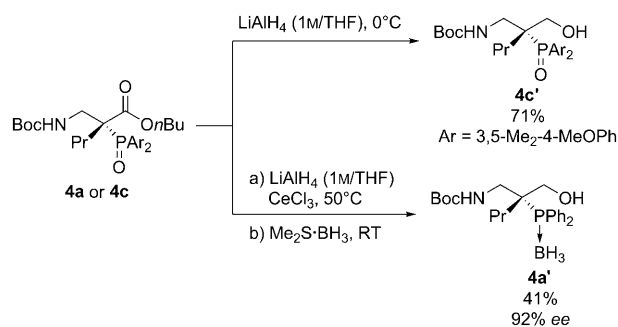 LiAlH₄ (1M/THF), 0°C
BocHN OH
Pr PAr₂
O
4c'
71%
Ar = 3,5-Me₂-4-MeOPh
O
BocHN OnBu
Pr PAr₂
O
4a or 4c
a) LiAlH₄ (1M/THF)
CeCl₃, 50°C
b) Me₂S·BH₃, RT
BocHN OH
Pr PPh₂
BH₃
4a'
41%
92% ee